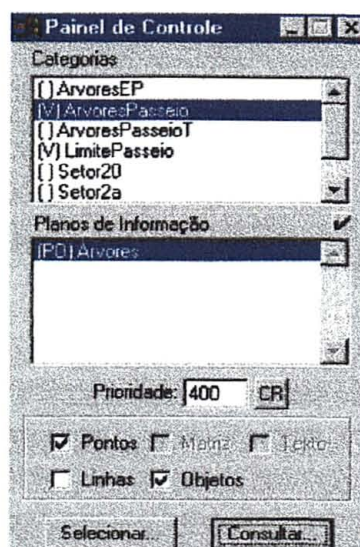 Painel de Controle
Categorias
( ) ArvoresEP
(V) ArvoresPasseio
( ) ArvoresPasseioT
(V) LimitePasseio
( ) Setor20
( ) Setor2a
Planos de Informação
(PO) Arvores
Prioridade: 400 CR
Pontos Matriz Texto
Linhas Objetos
Selecionar... Consultar...